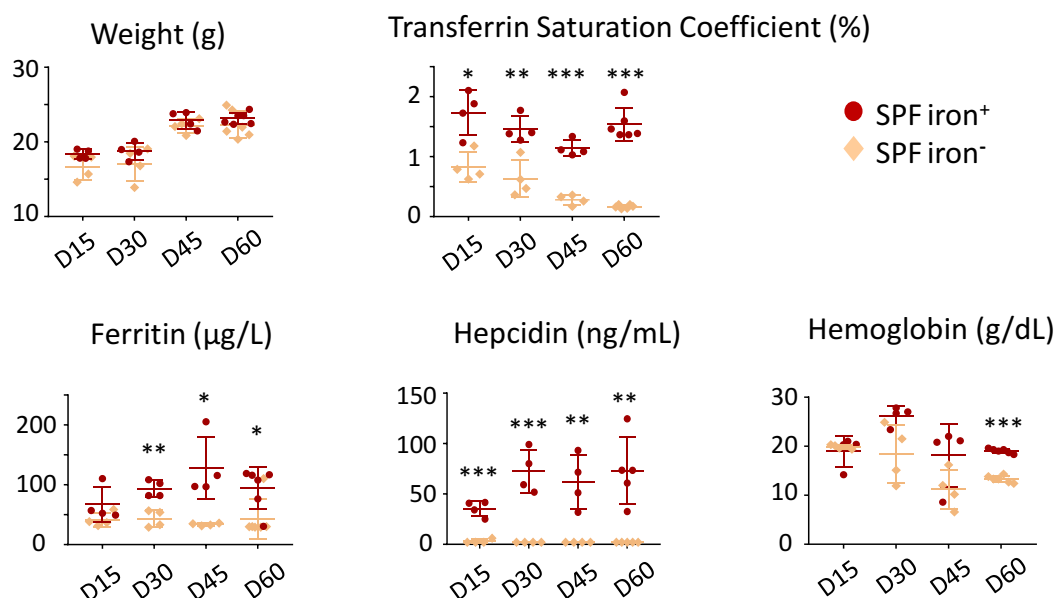 Weight (g)
30
20
10
D15 D30 D45 D60
Transferrin Saturation Coefficient (%)
* ** *** ***
2
1
0
D15 D30 D45 D60
SPF iron⁺
SPF iron⁻
Ferritin (µg/L)
** * *
200
100
0
D15 D30 D45 D60
Hepcidin (ng/mL)
*** *** ** **
150
100
50
0
D15 D30 D45 D60
Hemoglobin (g/dL)
***
30
20
10
0
D15 D30 D45 D60